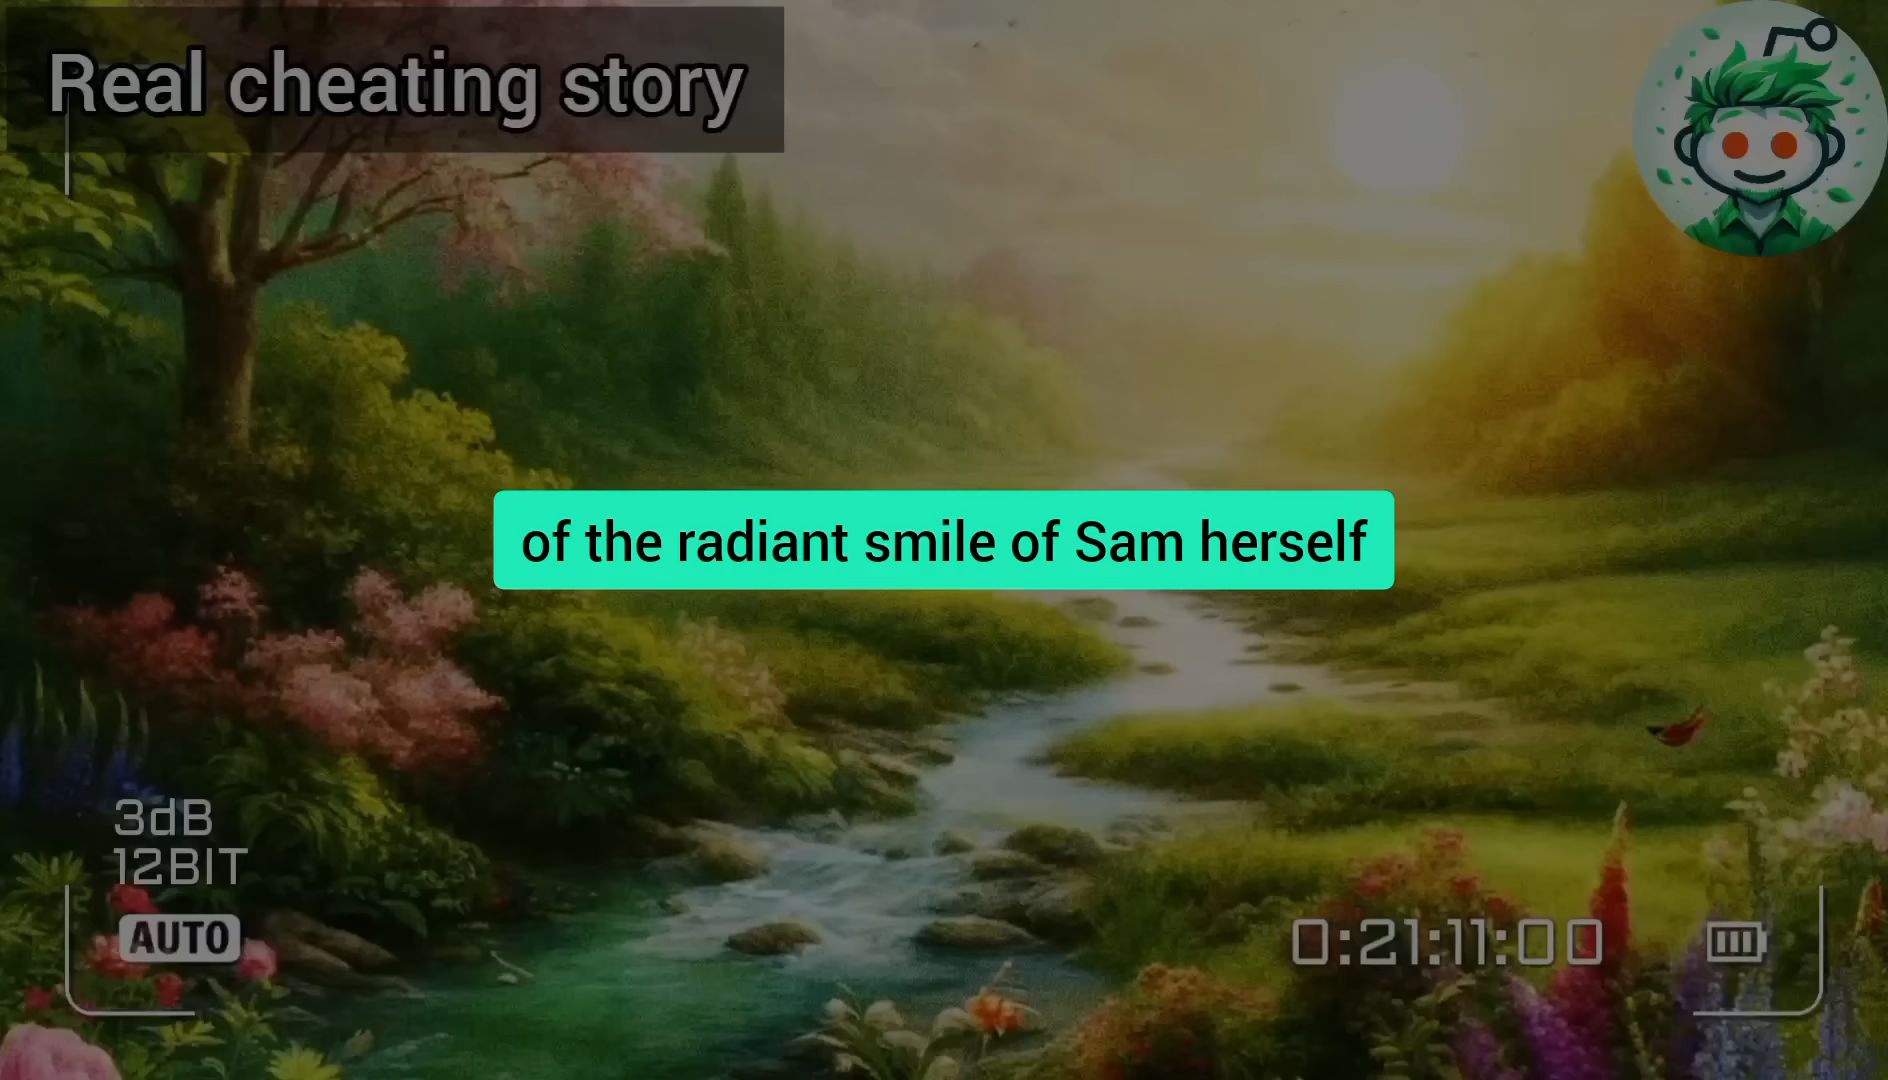 Real cheating story
of the radiant smile of Sam herself
3dB
12BIT
AUTO
0:21:11:00